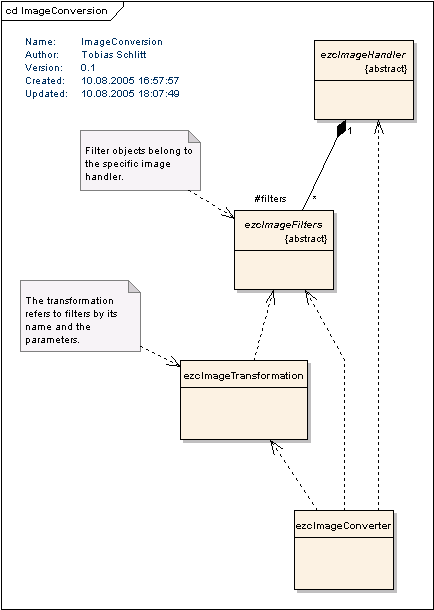 cd ImageConversion
Name: ImageConversion
Author: Tobias Schlitt
Version: 0.1
Created: 10.08.2005 16:57:57
Updated: 10.08.2005 18:07:49
ezcImageHandler
{abstract}
1
Filter objects belong to
the specific image
handler.
#filters *
ezcImageFilters
{abstract}
The transformation
refers to filters by its
name and the
parameters.
ezcImageTransformation
ezcImageConverter